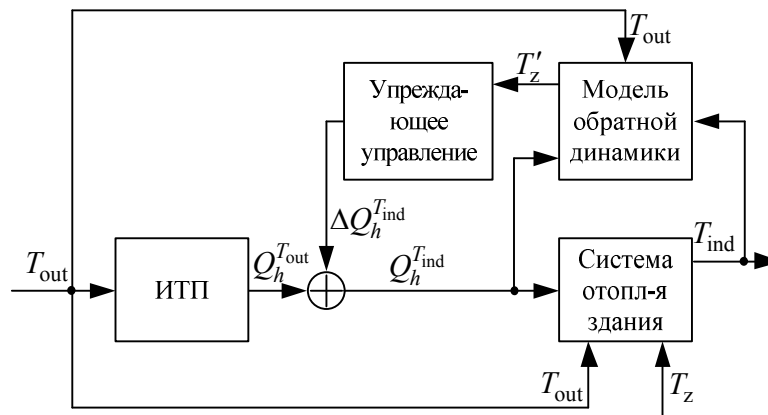 T_out
T'_z
Упрежда-
ющее
управление
Модель
обратной
динамики
ΔQ_h^{T_ind}
T_out
ИТП
Q_h^{T_out}
Q_h^{T_ind}
T_ind
Система
отопл-я
здания
T_out
T_z